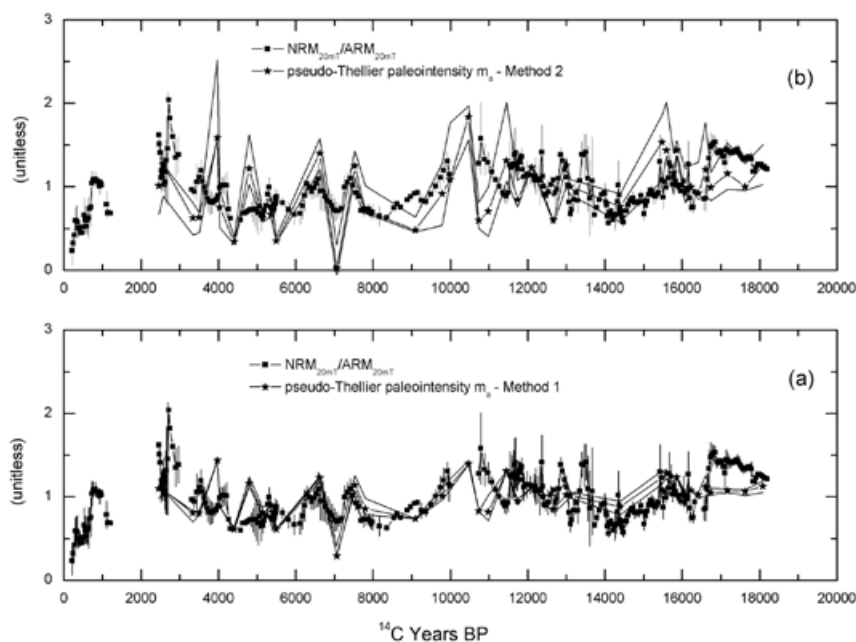 3
2
1
0
(unitless)
NRM20mT/ARM20mT
pseudo-Thellier paleointensity ma - Method 2
(b)
0 2000 4000 6000 8000 10000 12000 14000 16000 18000 20000
3
2
1
0
(unitless)
NRM20mT/ARM20mT
pseudo-Thellier paleointensity ma - Method 1
(a)
0 2000 4000 6000 8000 10000 12000 14000 16000 18000 20000
14C Years BP